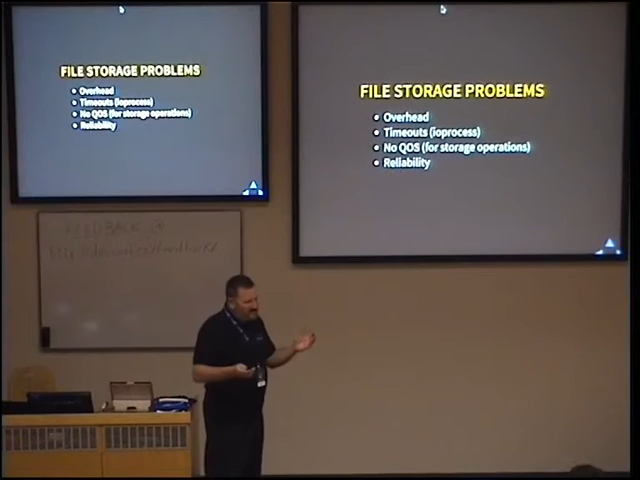 FILE STORAGE PROBLEMS
Overhead
Timeouts (ioprocess)
No QOS (for storage operations)
Reliability
FILE STORAGE PROBLEMS
Overhead
Timeouts (ioprocess)
No QOS (for storage operations)
Reliability
FEEDBACK @